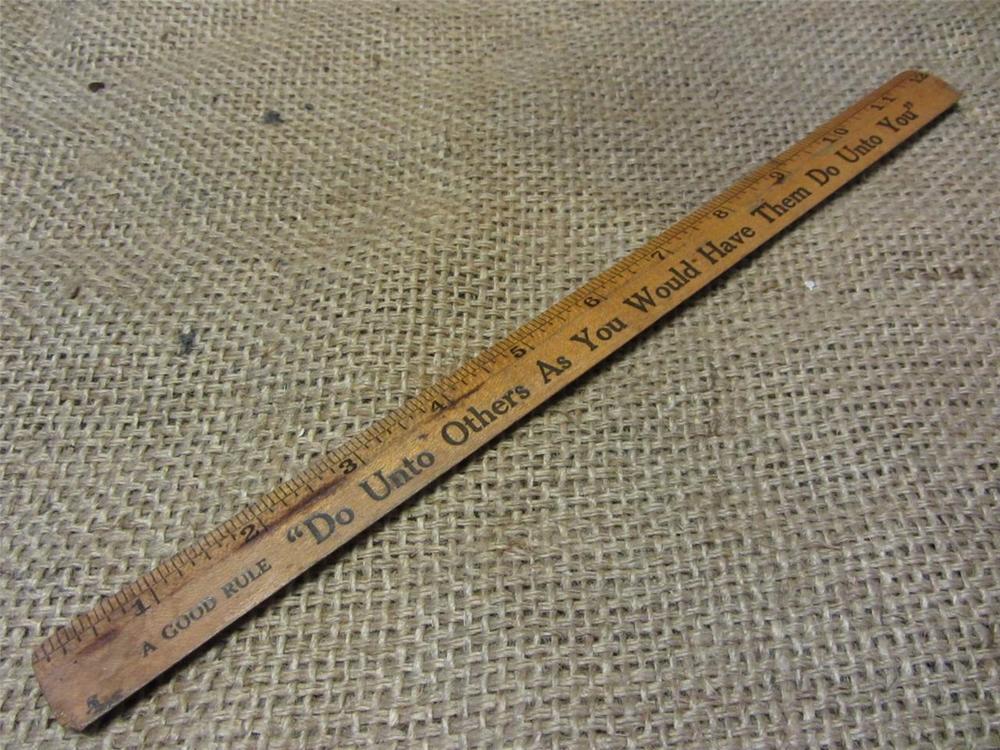 1 2 3 4 5 6 7 8 9 10 11 12
A GOOD RULE “Do Unto Others As You Would Have Them Do Unto You”